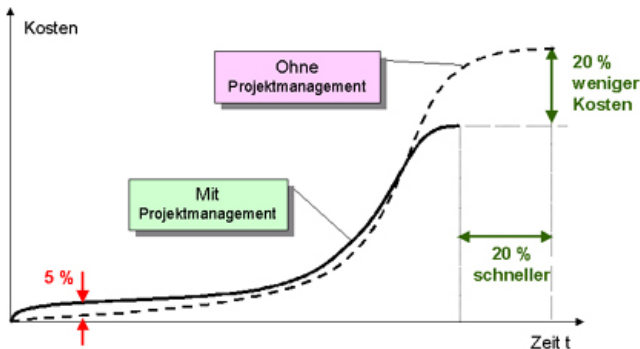 Kosten
Ohne
Projektmanagement
20 %
weniger
Kosten
Mit
Projektmanagement
5 %
20 %
schneller
Zeit t